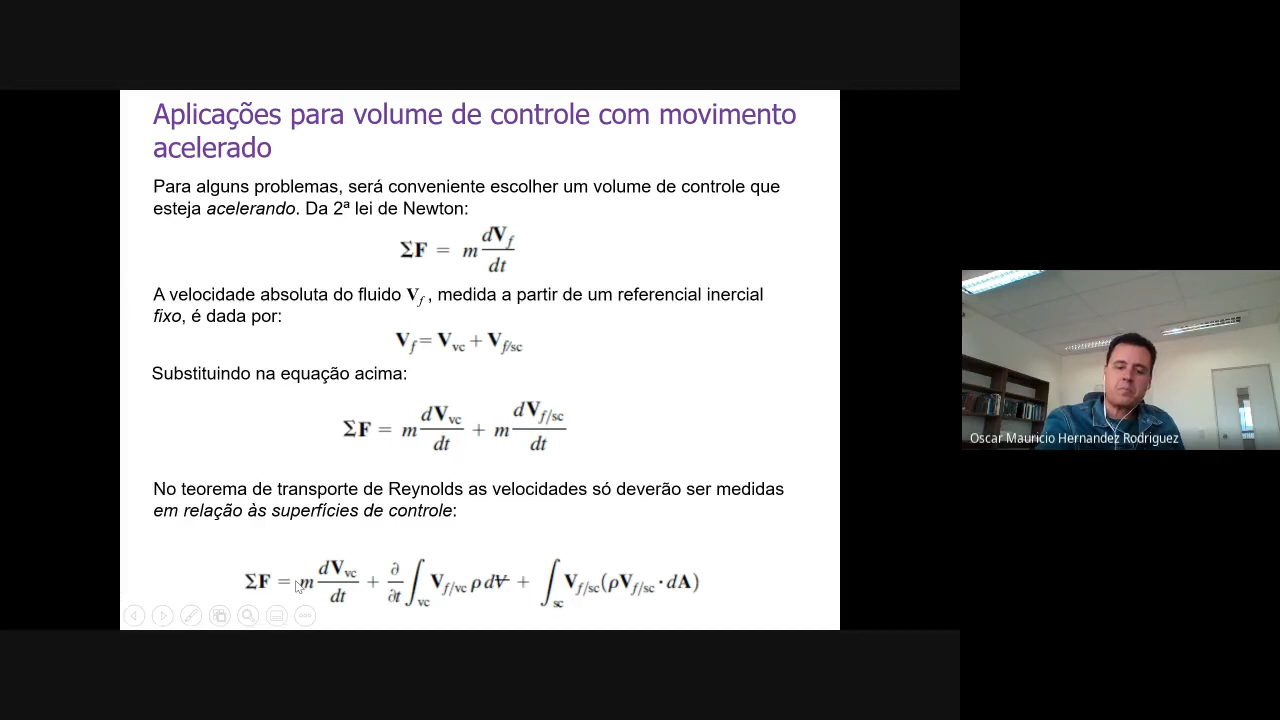 Aplicações para volume de controle com movimento
acelerado
Para alguns problemas, será conveniente escolher um volume de controle que
esteja acelerando. Da 2ª lei de Newton:
ΣF = m dV_f/dt
A velocidade absoluta do fluido V_f , medida a partir de um referencial inercial
fixo, é dada por:
V_f = V_vc + V_f/sc
Substituindo na equação acima:
ΣF = m dV_vc/dt + m dV_f/sc/dt
No teorema de transporte de Reynolds as velocidades só deverão ser medidas
em relação às superfícies de controle:
ΣF = m dV_vc/dt + ∂/∂t ∫_vc V_f/vc ρ dV̶ + ∫_sc V_f/sc (ρV_f/sc · dA)
Oscar Mauricio Hernandez Rodriguez